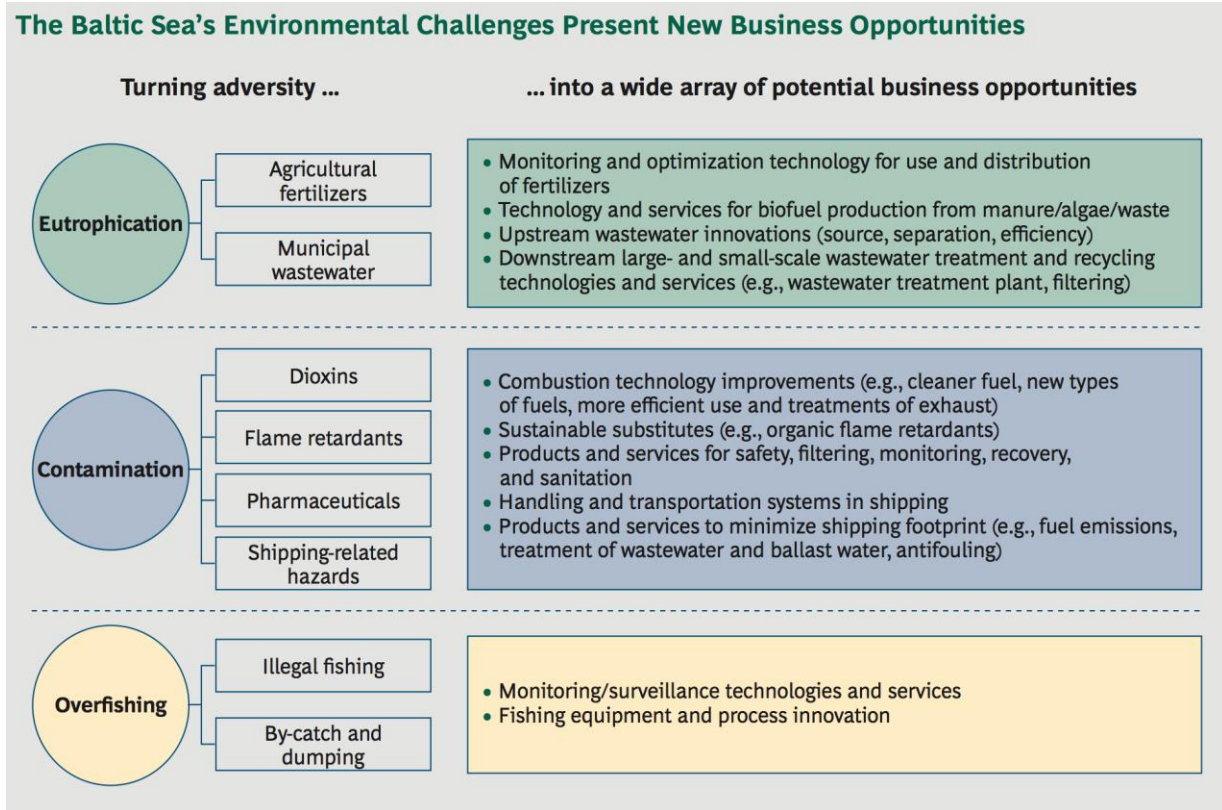 The Baltic Sea's Environmental Challenges Present New Business Opportunities
Turning adversity ...
... into a wide array of potential business opportunities
Eutrophication
Agricultural
fertilizers
Municipal
wastewater
• Monitoring and optimization technology for use and distribution
of fertilizers
• Technology and services for biofuel production from manure/algae/waste
• Upstream wastewater innovations (source, separation, efficiency)
• Downstream large- and small-scale wastewater treatment and recycling
technologies and services (e.g., wastewater treatment plant, filtering)
Contamination
Dioxins
Flame retardants
Pharmaceuticals
Shipping-related
hazards
• Combustion technology improvements (e.g., cleaner fuel, new types
of fuels, more efficient use and treatments of exhaust)
• Sustainable substitutes (e.g., organic flame retardants)
• Products and services for safety, filtering, monitoring, recovery,
and sanitation
• Handling and transportation systems in shipping
• Products and services to minimize shipping footprint (e.g., fuel emissions,
treatment of wastewater and ballast water, antifouling)
Overfishing
Illegal fishing
By-catch and
dumping
• Monitoring/surveillance technologies and services
• Fishing equipment and process innovation